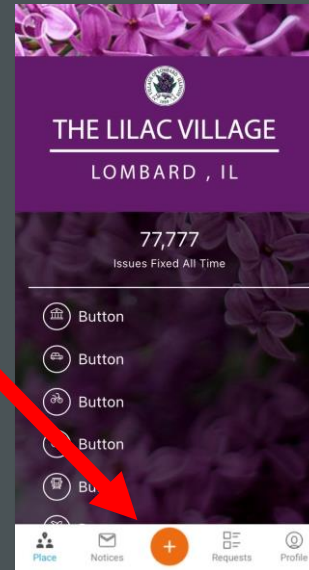 THE LILAC VILLAGE
LOMBARD , IL
77,777
Issues Fixed All Time
Button
Button
Button
Button
Place
Notices
Requests
Profile